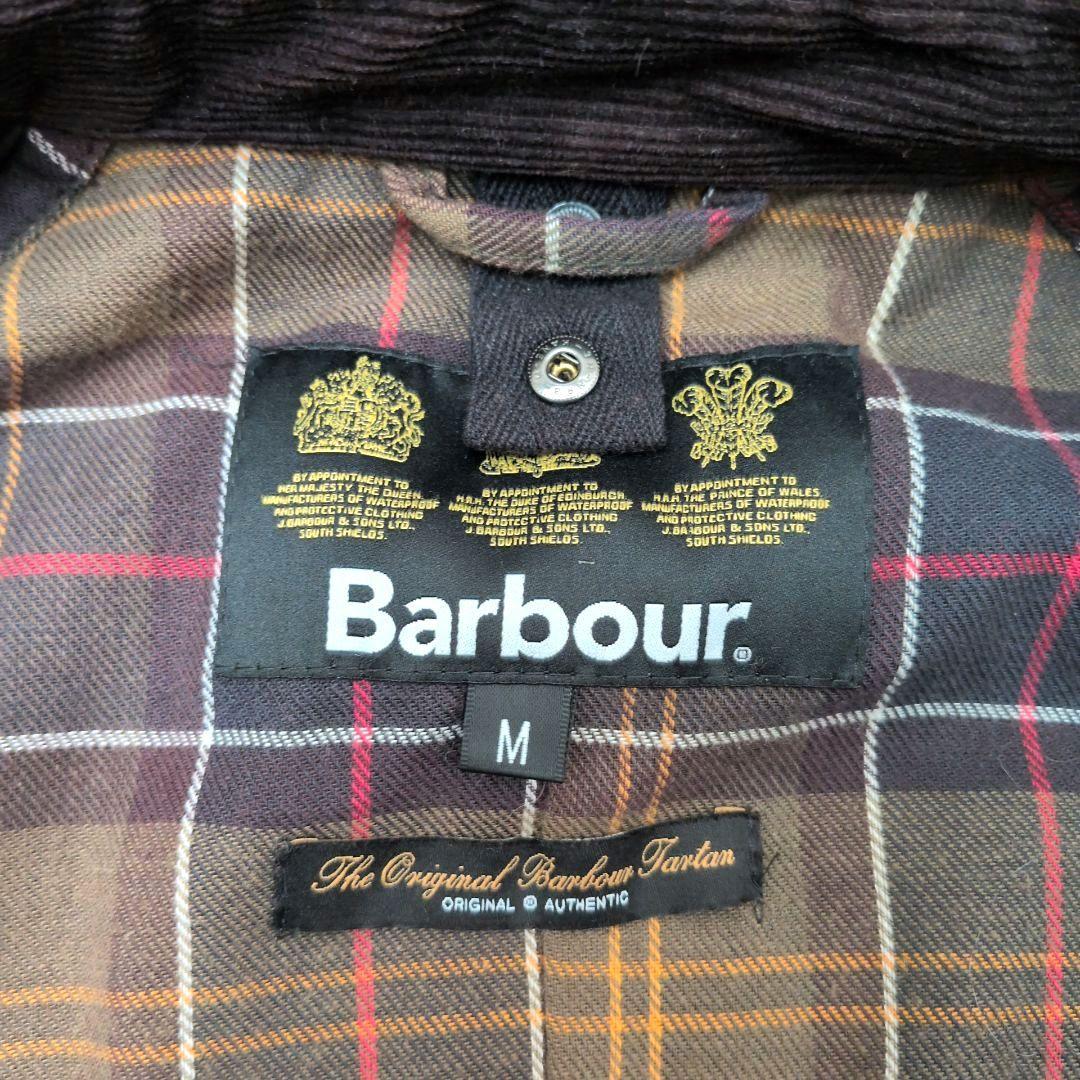 BY APPOINTMENT TO
HER MAJESTY THE QUEEN
MANUFACTURERS OF WATERPROOF
AND PROTECTIVE CLOTHING
J.BARBOUR & SONS LTD.,
SOUTH SHIELDS.
BY APPOINTMENT TO
H.R.H. THE DUKE OF EDINBURGH
MANUFACTURERS OF WATERPROOF
AND PROTECTIVE CLOTHING
J. BARBOUR & SONS LTD.,
SOUTH SHIELDS.
BY APPOINTMENT TO
H.R.H. THE PRINCE OF WALES
MANUFACTURERS OF WATERPROOF
AND PROTECTIVE CLOTHING
J. BARBOUR & SONS LTD.,
SOUTH SHIELDS.
Barbour®
M
The Original Barbour Tartan
ORIGINAL ® AUTHENTIC